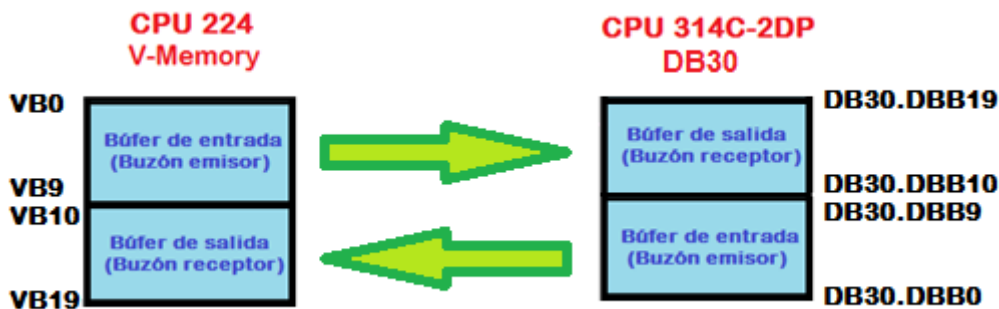 CPU 224
V-Memory
VB0
Búfer de entrada
(Buzón emisor)
VB9
VB10
Búfer de salida
(Buzón receptor)
VB19
CPU 314C-2DP
DB30
DB30.DBB19
Búfer de salida
(Buzón receptor)
DB30.DBB10
DB30.DBB9
Búfer de entrada
(Buzón emisor)
DB30.DBB0